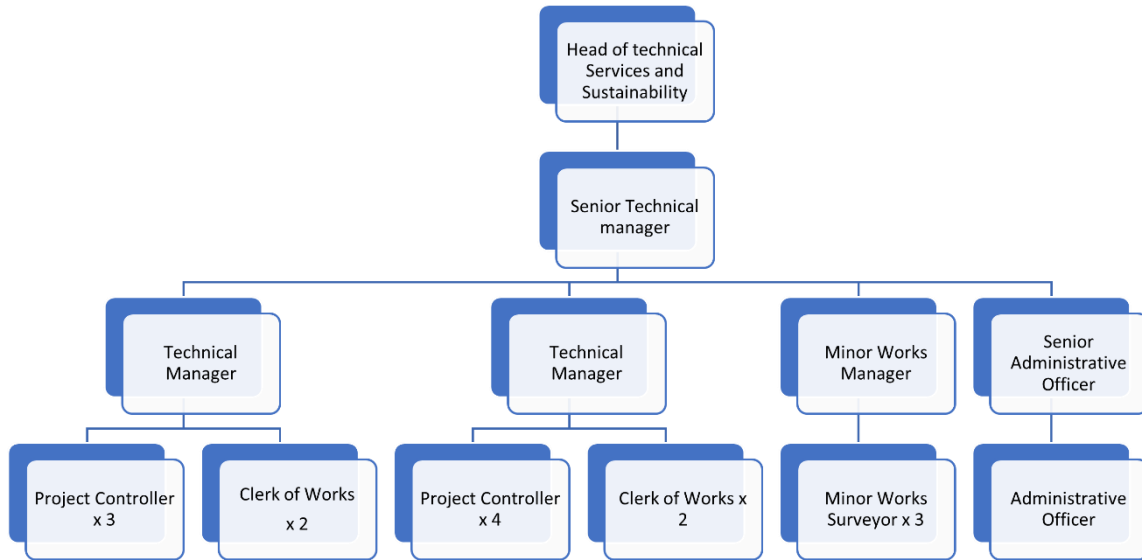 Head of technical
Services and
Sustainability
Senior Technical
manager
Technical
Manager
Technical
Manager
Minor Works
Manager
Senior
Administrative
Officer
Project Controller
x 3
Clerk of Works
x 2
Project Controller
x 4
Clerk of Works x
2
Minor Works
Surveyor x 3
Administrative
Officer